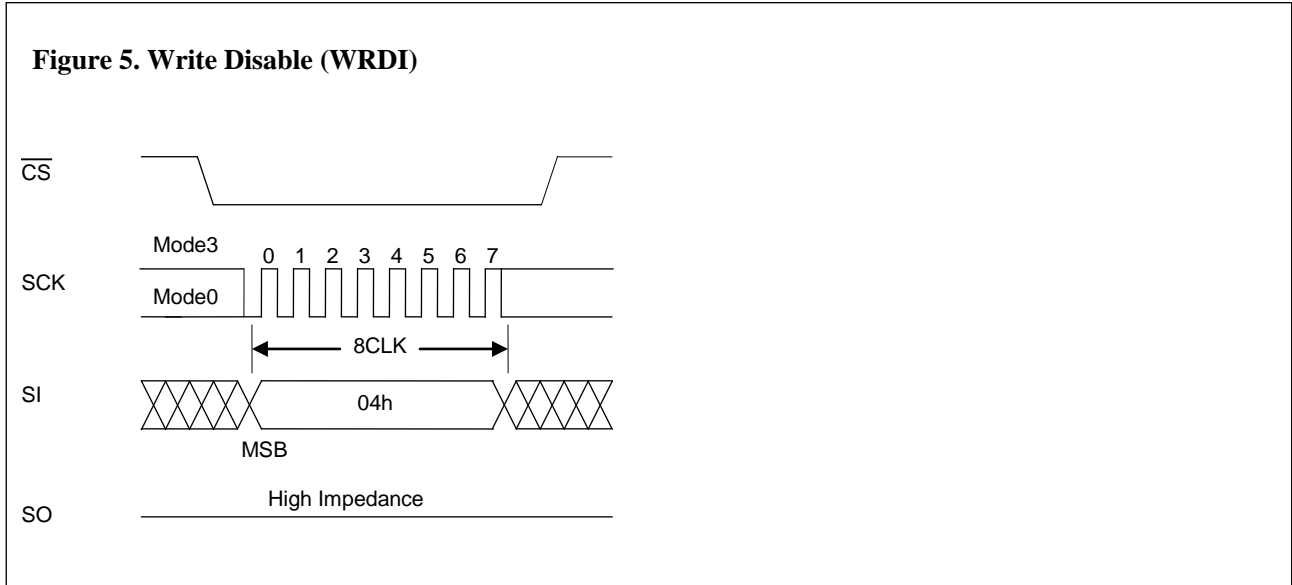 Figure 5. Write Disable (WRDI)
CS
Mode3
0 1 2 3 4 5 6 7
SCK
Mode0
8CLK
SI
04h
MSB
High Impedance
SO